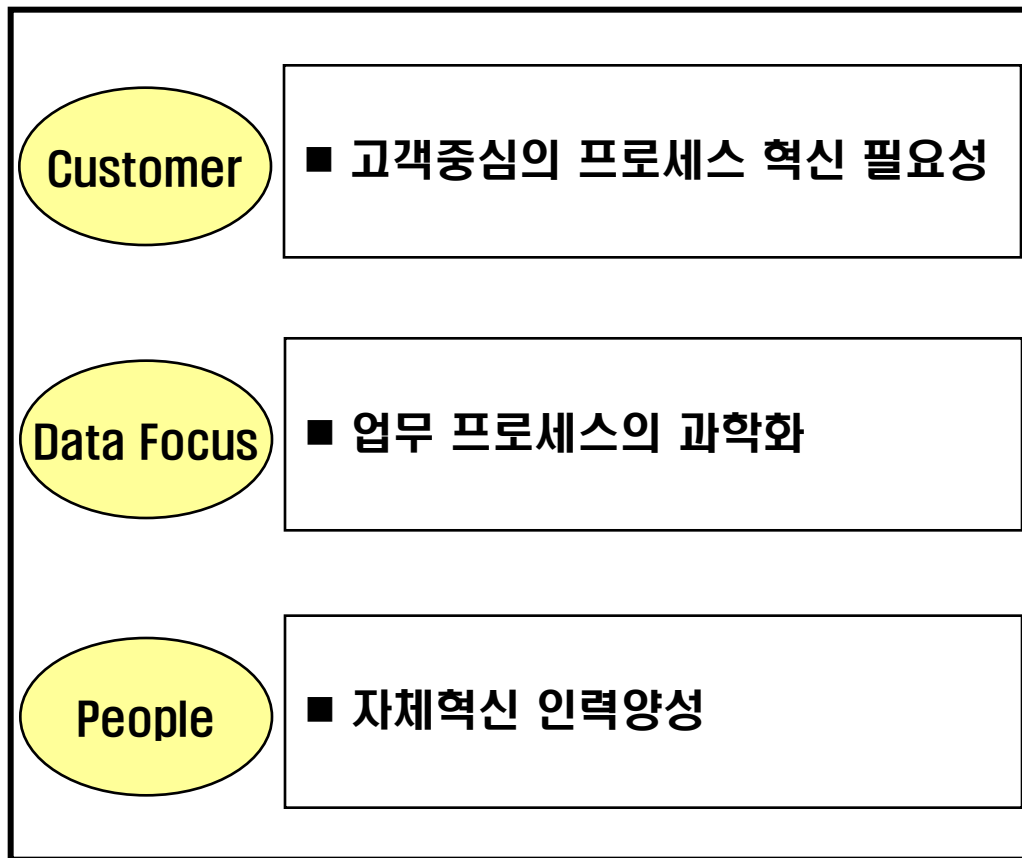 Customer
■ 고객중심의 프로세스 혁신 필요성
Data Focus
■ 업무 프로세스의 과학화
People
■ 자체혁신 인력양성